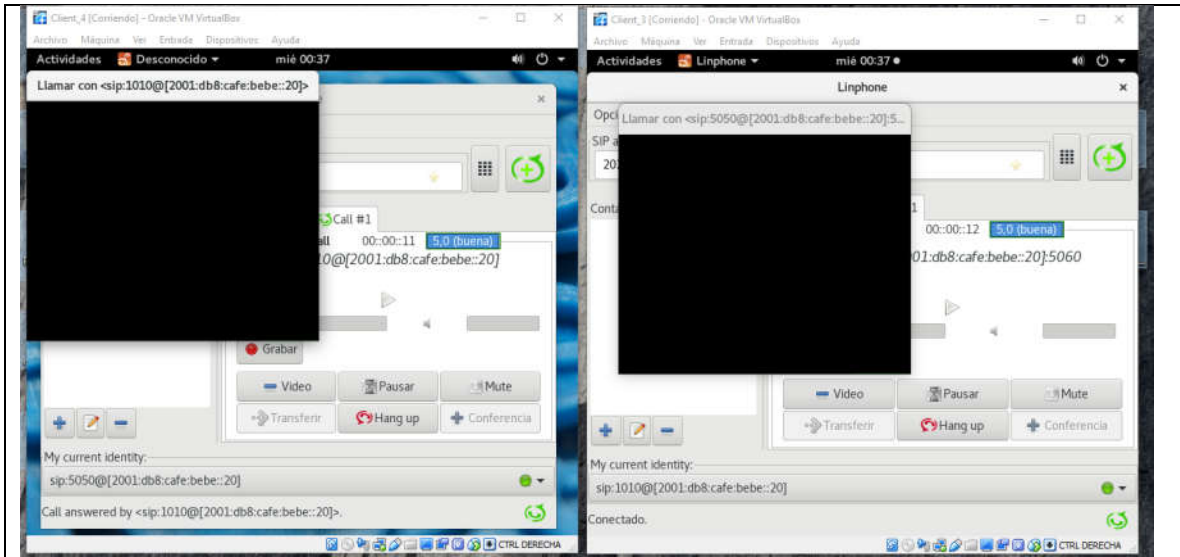 Client_4 [Corriendo] - Oracle VM VirtualBox
Archivo Máquina Ver Entrada Dispositivos Ayuda
Actividades Desconocido mié 00:37
Llamar con <sip:1010@[2001:db8:cafe:bebe::20]>
Call #1
all 00::00::11 5,0 (buena)
10@[2001:db8:cafe:bebe::20]
Grabar
Video Pausar Mute
Transferir Hang up Conferencia
My current identity:
sip:5050@[2001:db8:cafe:bebe::20]
Call answered by <sip:1010@[2001:db8:cafe:bebe::20]>.
CTRL DERECHA
Client_3 [Corriendo] - Oracle VM VirtualBox
Archivo Máquina Ver Entrada Dispositivos Ayuda
Actividades Linphone mié 00:37
Linphone
Opci
Llamar con <sip:5050@[2001:db8:cafe:bebe::20]:5...
SIP a
20
Conta
1
00::00::12 5,0 (buena)
01:db8:cafe:bebe::20]:5060
Video Pausar Mute
Transferir Hang up Conferencia
My current identity:
sip:1010@[2001:db8:cafe:bebe::20]
Conectado.
CTRL DERECHA